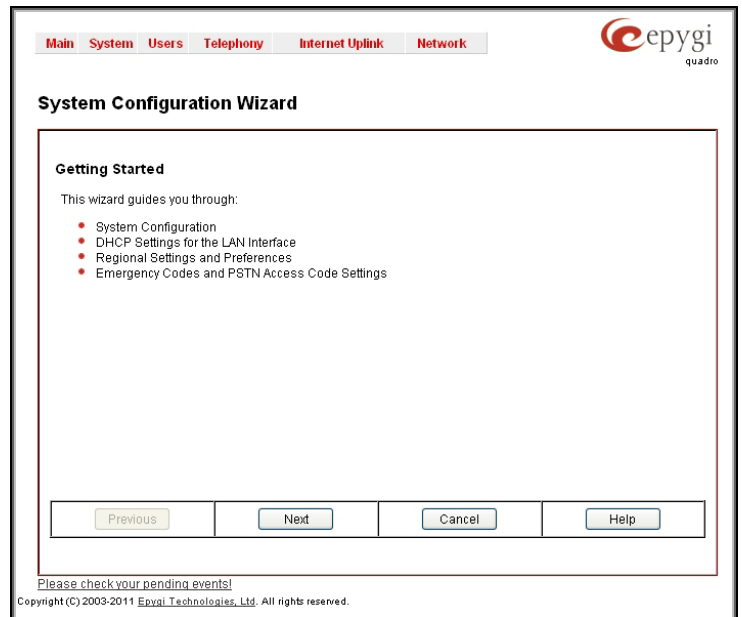 Main System Users Telephony Internet Uplink Network
epygi
quadro
System Configuration Wizard
Getting Started
This wizard guides you through:
System Configuration
DHCP Settings for the LAN Interface
Regional Settings and Preferences
Emergency Codes and PSTN Access Code Settings
Previous Next Cancel Help
Please check your pending events!
Copyright (C) 2003-2011 Epygi Technologies, Ltd. All rights reserved.